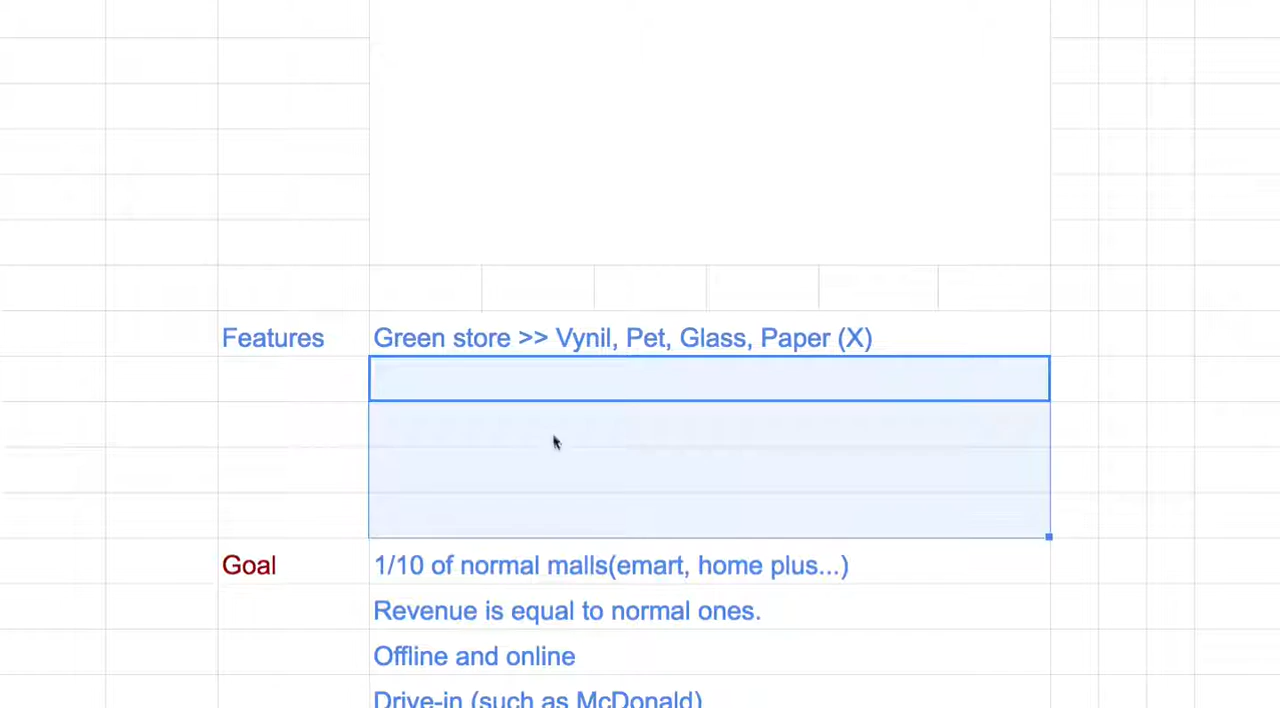 Features Green store >> Vynil, Pet, Glass, Paper (X)
Goal 1/10 of normal malls(emart, home plus...)
Revenue is equal to normal ones.
Offline and online
Drive-in (such as McDonald)